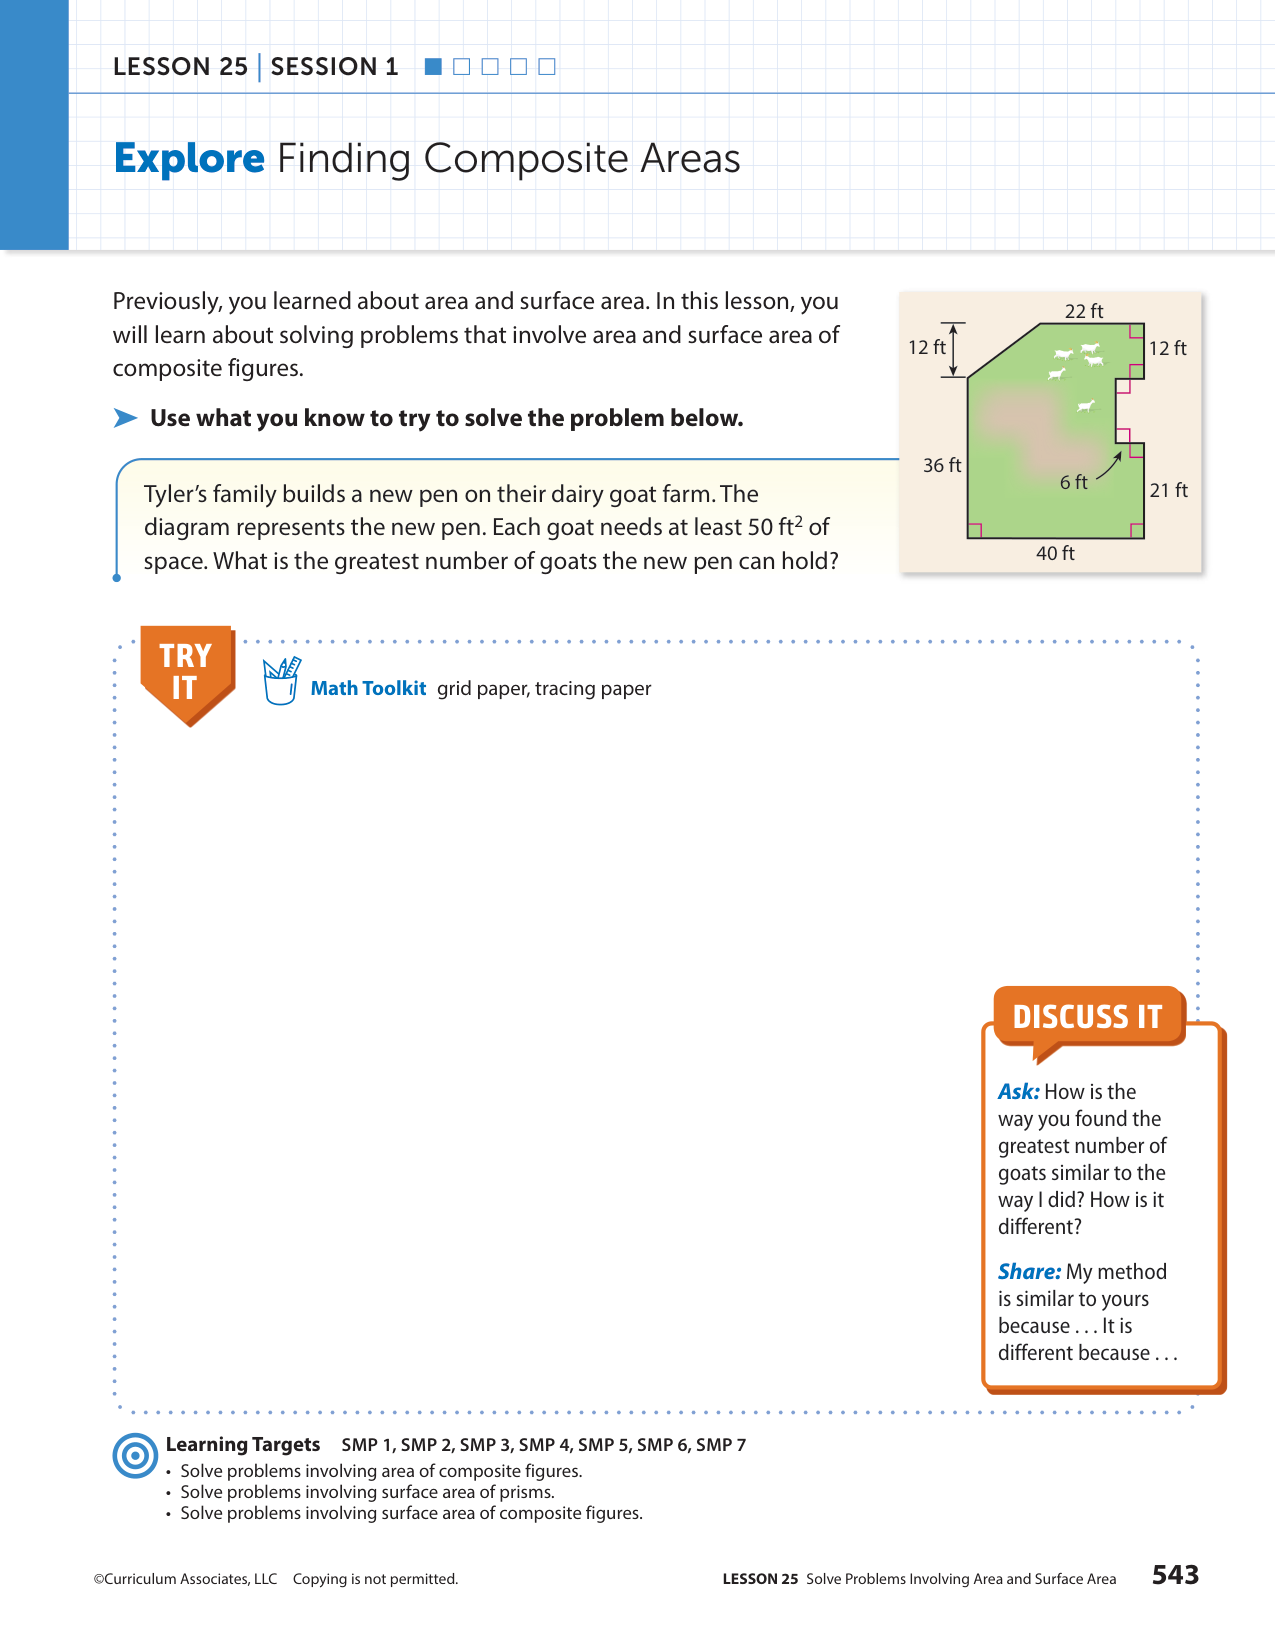 LESSON 25 | SESSION 1
Explore Finding Composite Areas
Previously, you learned about area and surface area. In this lesson, you
will learn about solving problems that involve area and surface area of
composite figures.
Use what you know to try to solve the problem below.
Tyler’s family builds a new pen on their dairy goat farm. The
diagram represents the new pen. Each goat needs at least 50 ft² of
space. What is the greatest number of goats the new pen can hold?
22 ft
12 ft
12 ft
36 ft
6 ft
21 ft
40 ft
TRY
IT
Math Toolkit grid paper, tracing paper
DISCUSS IT
Ask: How is the
way you found the
greatest number of
goats similar to the
way I did? How is it
different?
Share: My method
is similar to yours
because . . . It is
different because . . .
Learning Targets SMP 1, SMP 2, SMP 3, SMP 4, SMP 5, SMP 6, SMP 7
• Solve problems involving area of composite figures.
• Solve problems involving surface area of prisms.
• Solve problems involving surface area of composite figures.
©Curriculum Associates, LLC Copying is not permitted.
LESSON 25 Solve Problems Involving Area and Surface Area 543